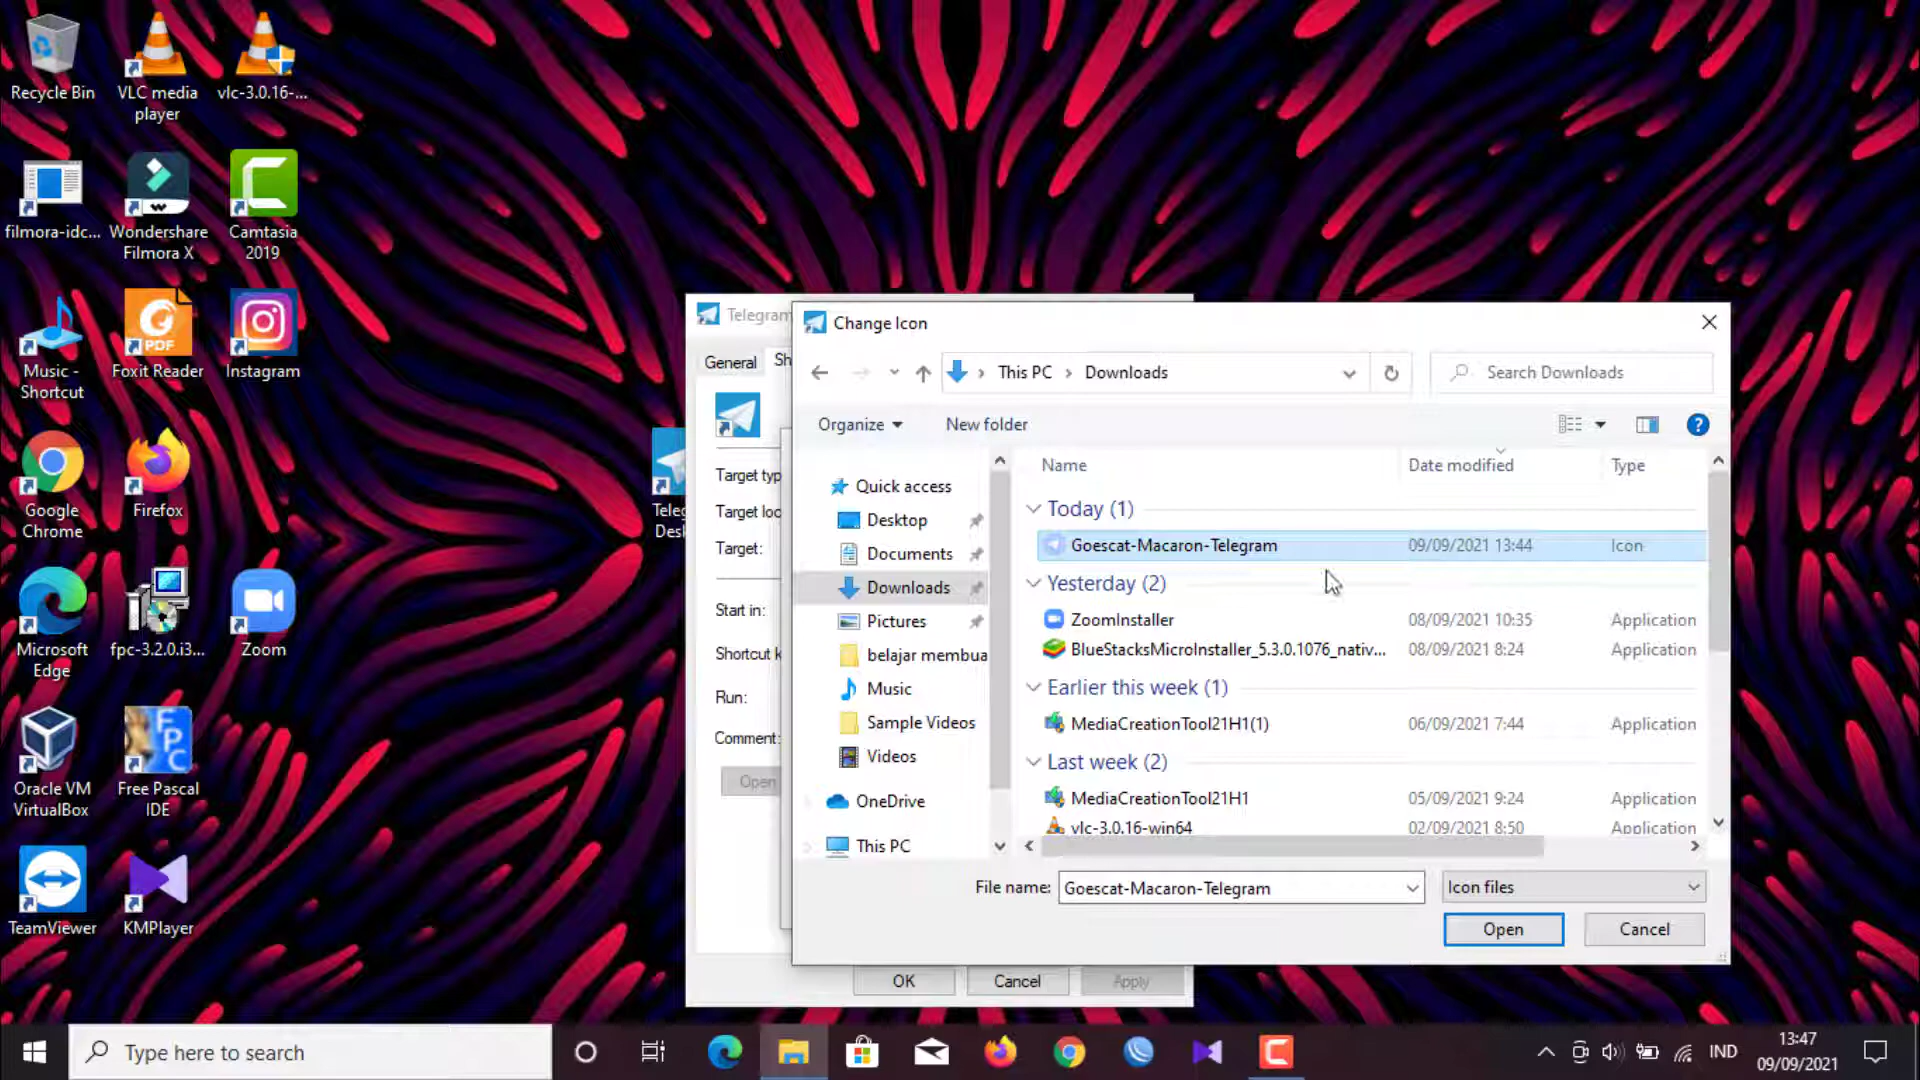 Recycle Bin
VLC media
player
vlc-3.0.16-...
filmora-idc...
Wondershare
Filmora X
Camtasia
2019
Music -
Shortcut
PDF
Foxit Reader
Instagram
Google
Chrome
Firefox
Microsoft
Edge
fpc-3.2.0.i3...
Zoom
Oracle VM
VirtualBox
FPC
Free Pascal
IDE
TeamViewer
KMPlayer
Teleg
Desk
Telegram
General
Sh
Target typ
Target loc
Target:
Start in:
Shortcut k
Run:
Comment:
Open
OK
Cancel
Apply
Change Icon
This PC
Downloads
Search Downloads
Organize
New folder
?
Quick access
Desktop
Documents
Downloads
Pictures
belajar membua
Music
Sample Videos
Videos
OneDrive
This PC
Name
Date modified
Type
Today (1)
Goescat-Macaron-Telegram 09/09/2021 13:44 Icon
Yesterday (2)
ZoomInstaller 08/09/2021 10:35 Application
BlueStacksMicroInstaller_5.3.0.1076_nativ... 08/09/2021 8:24 Application
Earlier this week (1)
MediaCreationTool21H1(1) 06/09/2021 7:44 Application
Last week (2)
MediaCreationTool21H1 05/09/2021 9:24 Application
vlc-3.0.16-win64 02/09/2021 8:50 Application
File name: Goescat-Macaron-Telegram
Icon files
Open
Cancel
Type here to search
IND
13:47
09/09/2021